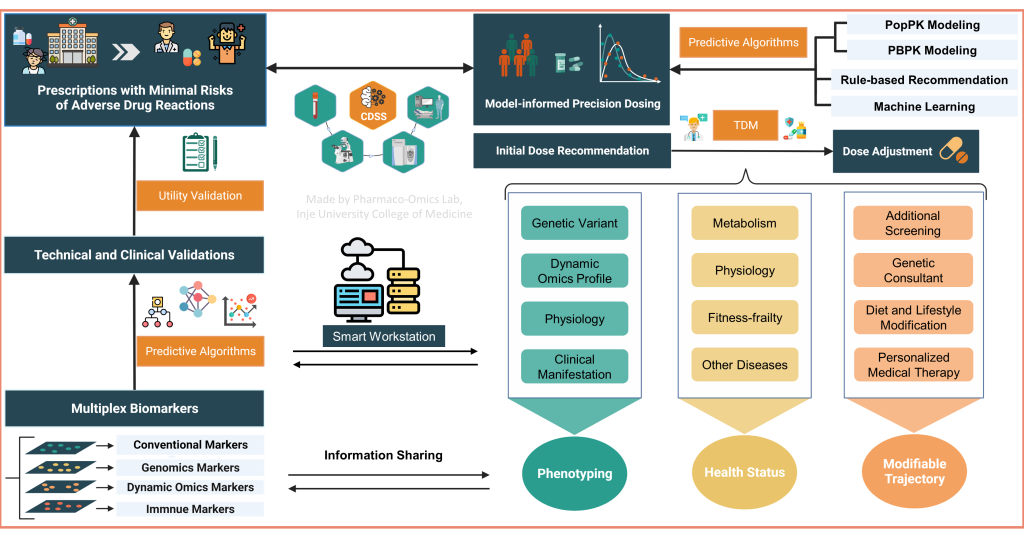 Prescriptions with Minimal Risks
of Adverse Drug Reactions
CDSS
Model-informed Precision Dosing
Predictive Algorithms
PopPK Modeling
PBPK Modeling
Rule-based Recommendation
Machine Learning
Initial Dose Recommendation
TDM
Dose Adjustment
Utility Validation
Made by Pharmaco-Omics Lab,
Inje University College of Medicine
Technical and Clinical Validations
Predictive Algorithms
Smart Workstation
Multiplex Biomarkers
Conventional Markers
Genomics Markers
Dynamic Omics Markers
Immnue Markers
Information Sharing
Genetic Variant
Dynamic
Omics Profile
Physiology
Clinical
Manifestation
Phenotyping
Metabolism
Physiology
Fitness-frailty
Other Diseases
Health Status
Additional
Screening
Genetic
Consultant
Diet and Lifestyle
Modification
Personalized
Medical Therapy
Modifiable
Trajectory